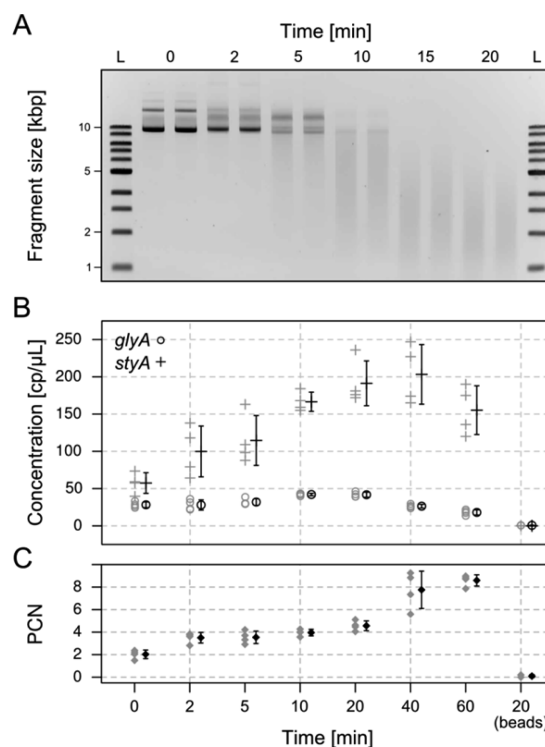 A
Time [min]
L 0 2 5 10 15 20 L
Fragment size [kbp]
10
5
2
1
B
glyA
styA
Concentration [cp/µL]
250
200
150
100
50
0
C
PCN
8
6
4
2
0
0 2 5 10 20 40 60 20
(beads)
Time [min]